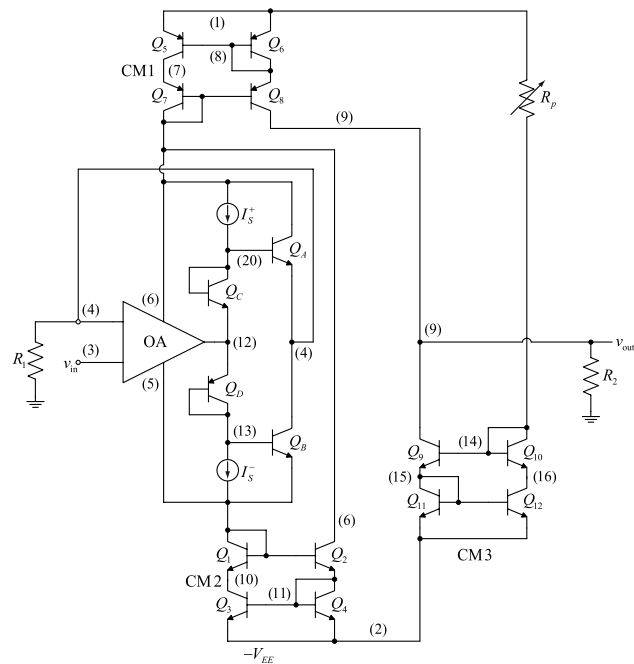 (1)
Q5 (8) Q6
CM1 (7)
Q7 Q8
Rp
(9)
IS+
(20) QA
QC
(4) (6)
OA (12) (4)
(9)
vout
R1 vin (3)
(5)
QD
R2
(13) QB
IS−
(14)
Q9 Q10
(15) (16)
Q11 Q12
(6)
CM3
Q1 Q2
CM2 (10)
(11)
Q3 Q4
(2)
−VEE